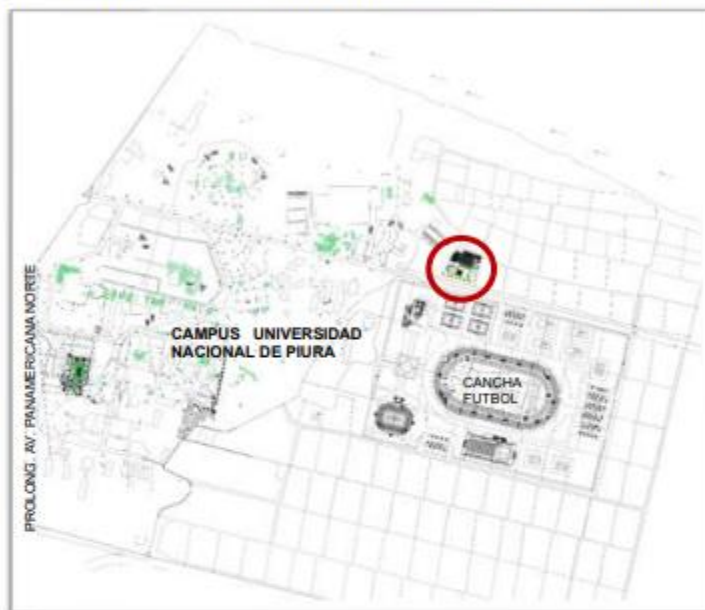 CAMPUS UNIVERSIDAD
NACIONAL DE PIURA
CANCHA
FUTBOL
PROLONG. AV. PANAMERICANA NORTE